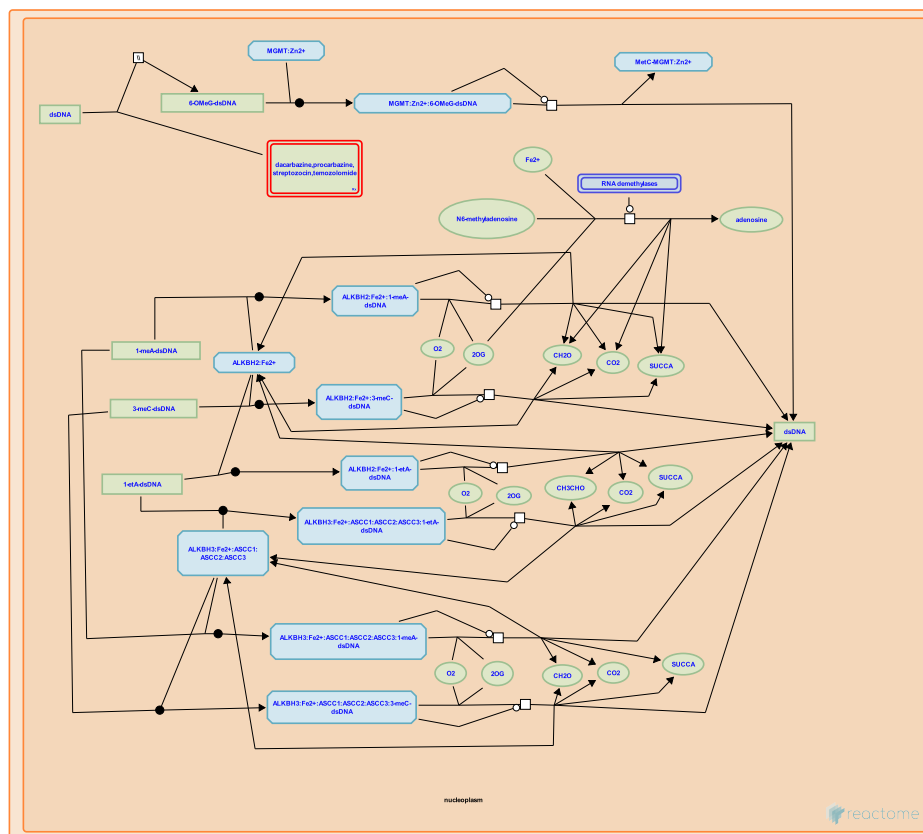 MGMT:Zn2+
MetC-MGMT:Zn2+
6-OMeG-dsDNA
MGMT:Zn2+:6-OMeG-dsDNA
dsDNA
dacarbazine,procarbazine,
streptozocin,temozolomide
Fe2+
RNA demethylases
N6-methyladenosine
adenosine
ALKBH2:Fe2+:1-meA-
dsDNA
1-meA-dsDNA
O2
2OG
CH2O
CO2
SUCCA
ALKBH2:Fe2+
ALKBH2:Fe2+:3-meC-
dsDNA
3-meC-dsDNA
dsDNA
ALKBH2:Fe2+:1-etA-
dsDNA
1-etA-dsDNA
O2
2OG
CH3CHO
CO2
SUCCA
ALKBH3:Fe2+:ASCC1:ASCC2:ASCC3:1-etA-
dsDNA
ALKBH3:Fe2+:ASCC1:
ASCC2:ASCC3
ALKBH3:Fe2+:ASCC1:ASCC2:ASCC3:1-meA-
dsDNA
O2
2OG
CH2O
CO2
SUCCA
ALKBH3:Fe2+:ASCC1:ASCC2:ASCC3:3-meC-
dsDNA
nucleoplasm
reactome